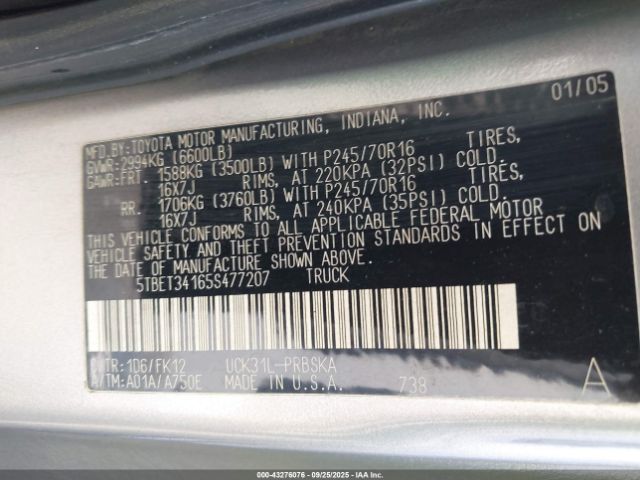 01/05
MFD.BY:TOYOTA MOTOR MANUFACTURING, INDIANA, INC.
GVWR-2994KG (6600LB)
GAWR-FRT. 1588KG (3500LB) WITH P245/70R16 TIRES,
16X7J RIMS, AT 220KPA (32PSI) COLD.
RR. 1706KG (3760LB) WITH P245/70R16 TIRES,
16X7J RIMS, AT 240KPA (35PSI) COLD.
THIS VEHICLE CONFORMS TO ALL APPLICABLE FEDERAL MOTOR
VEHICLE SAFETY AND THEFT PREVENTION STANDARDS IN EFFECT ON
THE DATE OF MANUFACTURE SHOWN ABOVE.
5TBET34165S477207 TRUCK
C/TR:1D6/FK12 UCK31L-PRBSKA
A/TM:A01A/A750E MADE IN U.S.A. 738 A
000-43276076 | 09/25/2025 | IAA Inc.